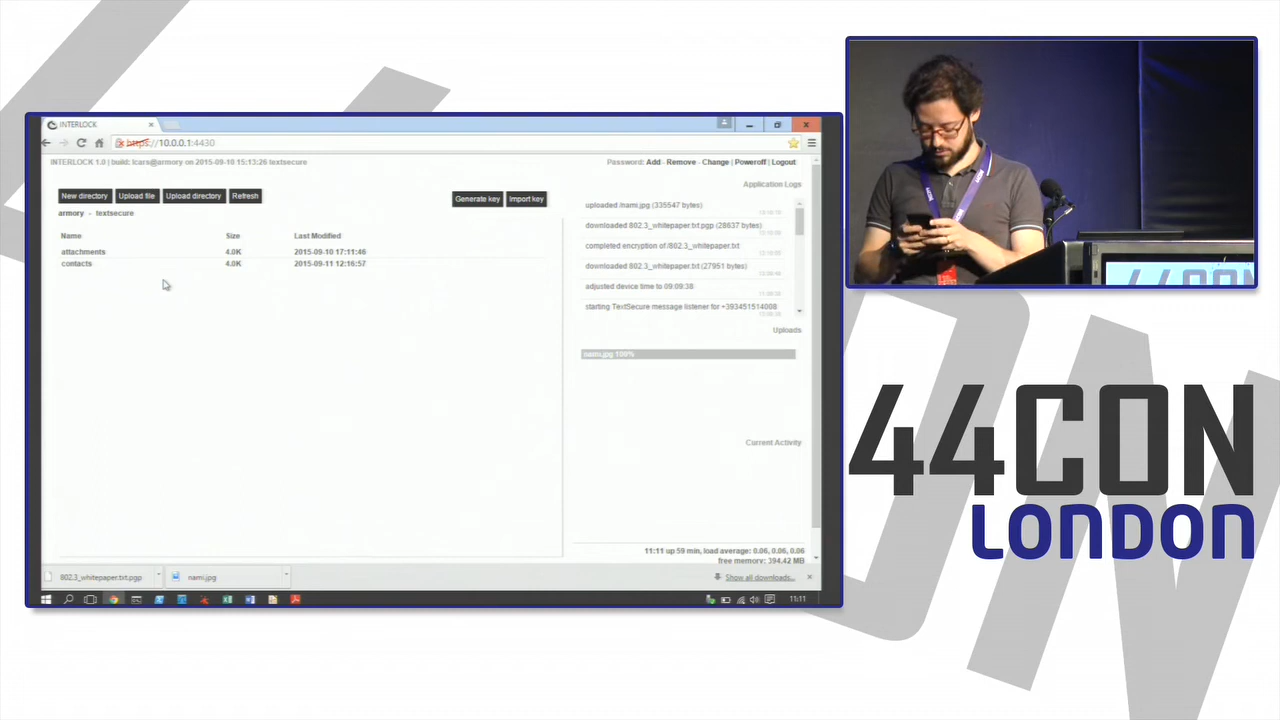 INTERLOCK
https://10.0.0.1:4430
INTERLOCK 1.0 | build: lcars@armory on 2015-09-10 15:13:26 textsecure
Password: Add - Remove - Change | Poweroff | Logout
New directory
Upload file
Upload directory
Refresh
Generate key
Import key
armory - textsecure
Name Size Last Modified
attachments 4.0K 2015-09-10 17:11:46
contacts 4.0K 2015-09-11 12:16:57
Application Logs
uploaded /nami.jpg (335547 bytes)
downloaded 802.3_whitepaper.txt.pgp (28637 bytes)
completed encryption of /802.3_whitepaper.txt
downloaded 802.3_whitepaper.txt (27951 bytes)
adjusted device time to 09:09:38
starting TextSecure message listener for
Uploads
nami.jpg 100%
Current Activity
11:11 up 59 min, load average: 0.06, 0.06, 0.06
free memory: 394.42 MB
802.3_whitepaper.txt.pgp
nami.jpg
Show all downloads...
11:11
44CON
LONDON